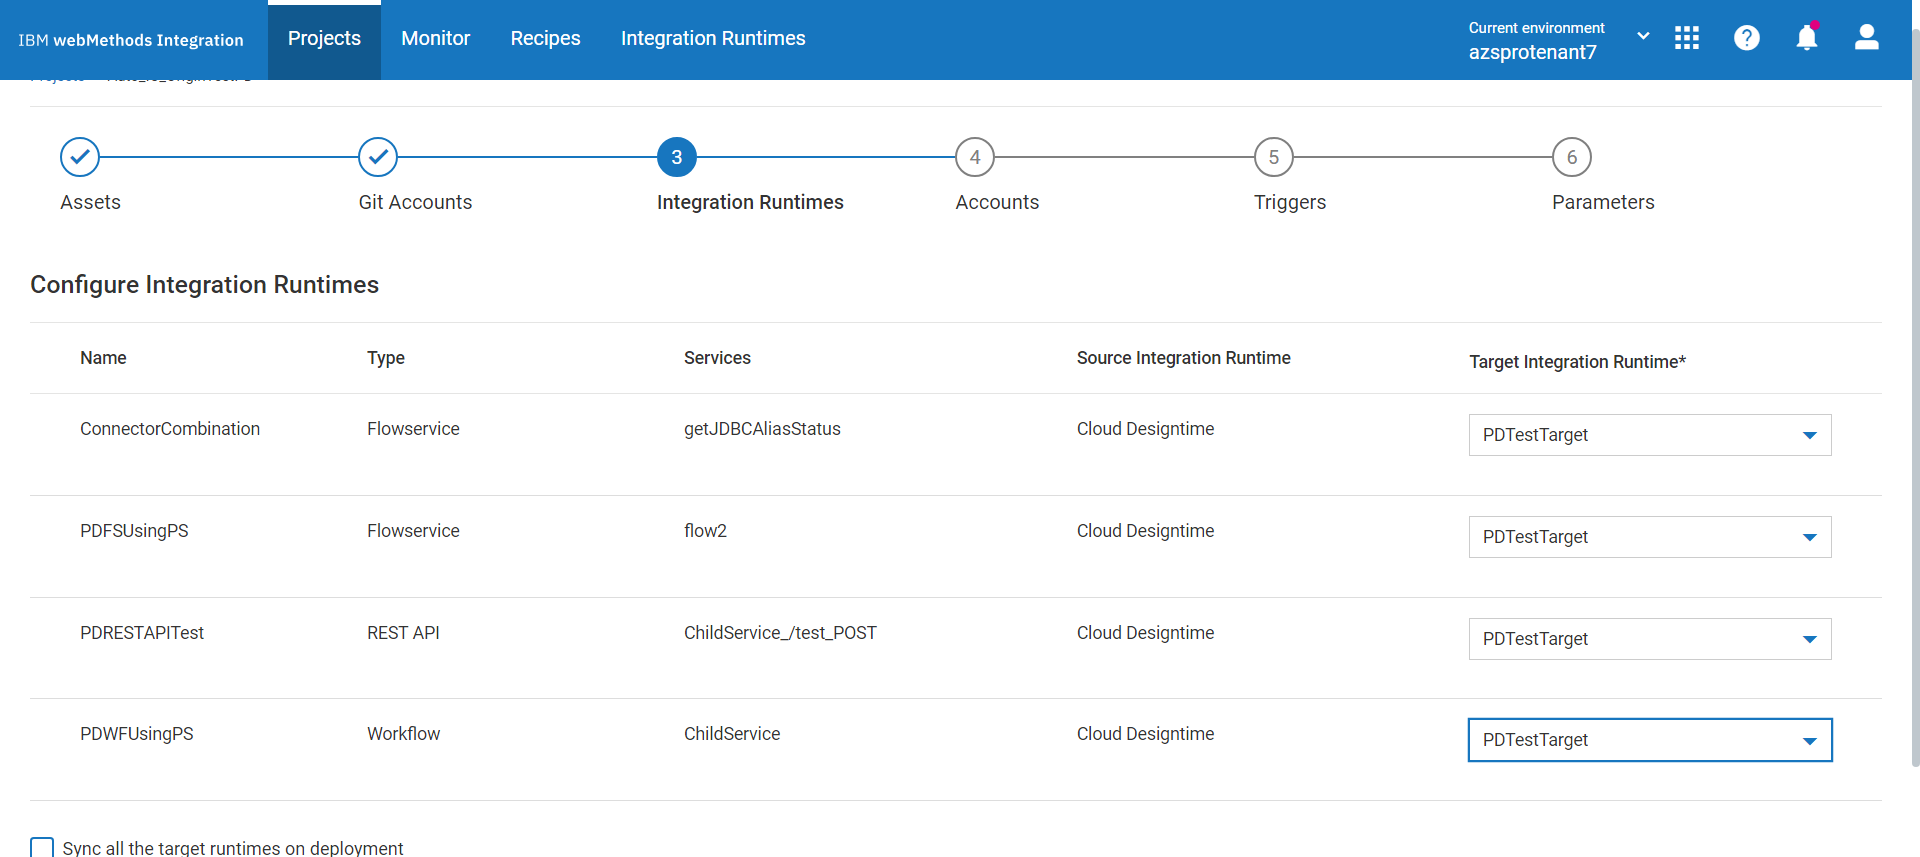 IBM webMethods Integration
Projects
Monitor
Recipes
Integration Runtimes
Current environment
azsprotenant7
3
4
5
6
Assets
Git Accounts
Integration Runtimes
Accounts
Triggers
Parameters
Configure Integration Runtimes
Name Type Services Source Integration Runtime Target Integration Runtime*
ConnectorCombination Flowservice getJDBCAliasStatus Cloud Designtime PDTestTarget
PDFSUsingPS Flowservice flow2 Cloud Designtime PDTestTarget
PDRESTAPITest REST API ChildService_/test_POST Cloud Designtime PDTestTarget
PDWFUsingPS Workflow ChildService Cloud Designtime PDTestTarget
Sync all the target runtimes on deployment